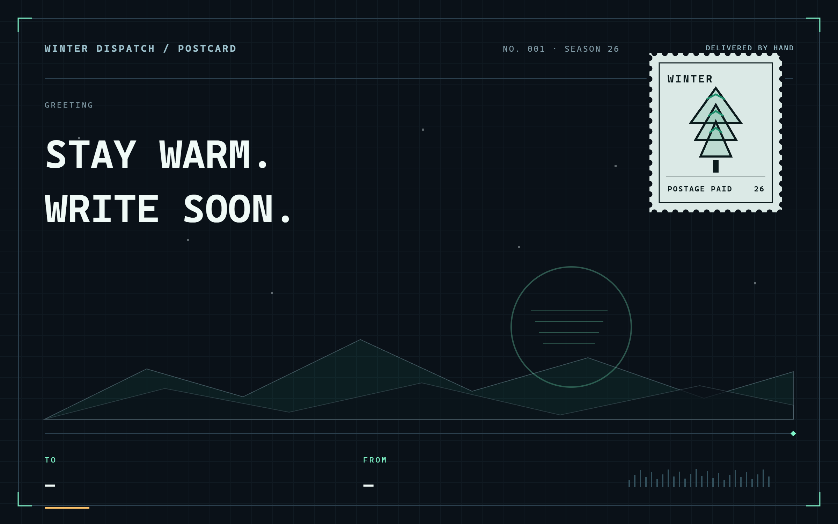 WINTER DISPATCH / POSTCARD
NO. 001 · SEASON 26
DELIVERED BY HAND
WINTER
POSTAGE PAID 26
GREETING
STAY WARM.
WRITE SOON.
TO
—
FROM
—